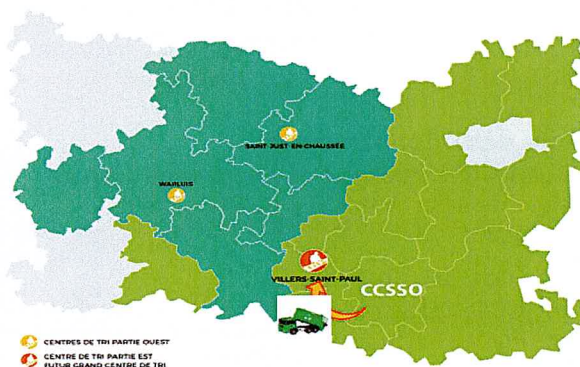 SAINT-JUST-EN-CHAUSSÉE
WARLUIS
VILLERS-SAINT-PAUL
CCSSO
CENTRES DE TRI PARTIE OUEST
CENTRE DE TRI PARTIE EST
FUTUR GRAND CENTRE DE TRI